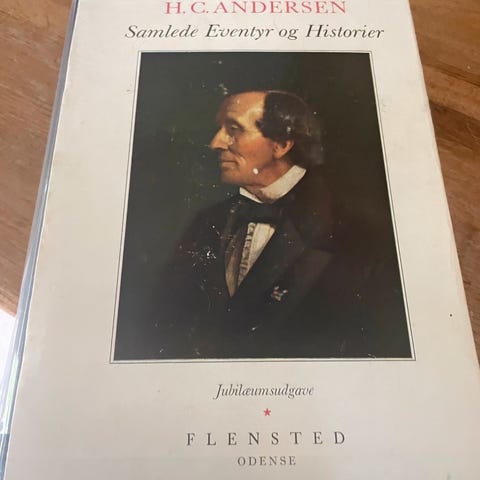 H.C.ANDERSEN
Samlede Eventyr og Historier
Jubilæumsudgave
FLENSTED
ODENSE